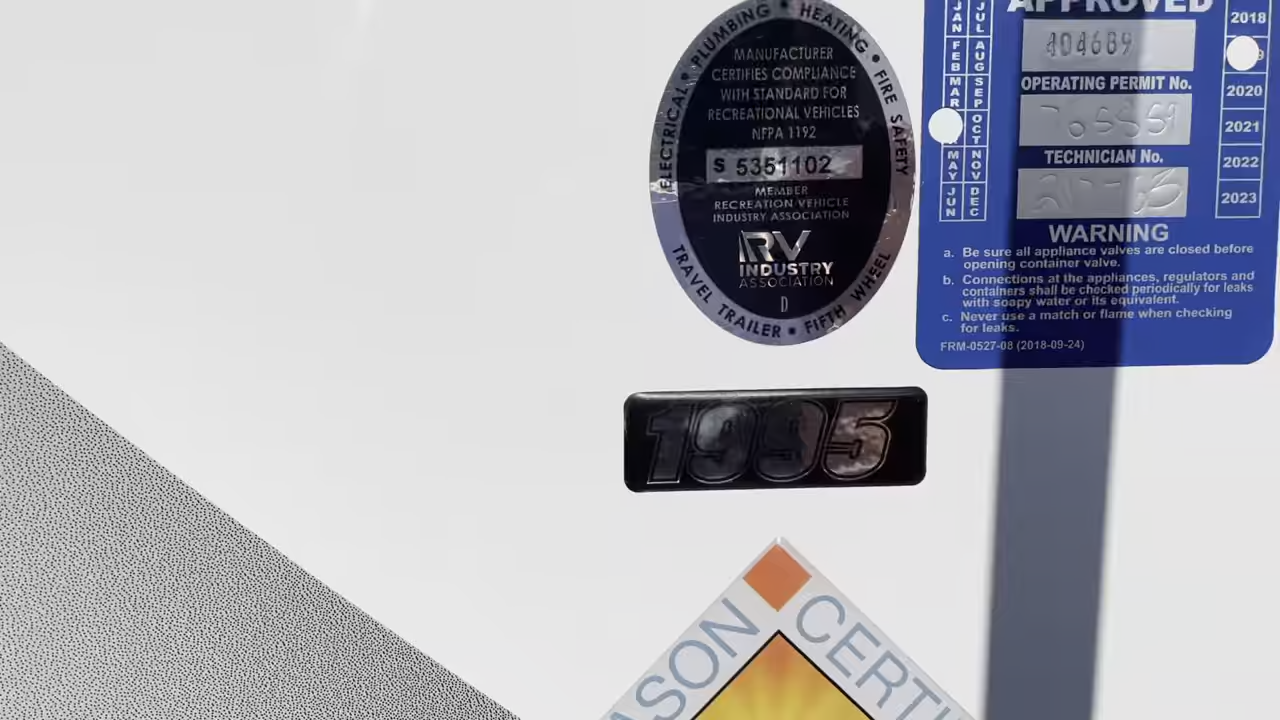 ELECTRICAL • PLUMBING • HEATING • FIRE SAFETY
MANUFACTURER
CERTIFIES COMPLIANCE
WITH STANDARD FOR
RECREATIONAL VEHICLES
NFPA 1192
S 5351102
MEMBER
RECREATION VEHICLE
INDUSTRY ASSOCIATION
RV
INDUSTRY
ASSOCIATION
D
TRAVEL TRAILER • FIFTH WHEEL
APPROVED
404689
OPERATING PERMIT No.
TECHNICIAN No.
JAN JUL
FEB AUG
MAR SEP
OCT
MAY NOV
JUN DEC
2018
2020
2021
2022
2023
WARNING
a. Be sure all appliance valves are closed before
opening container valve.
b. Connections at the appliances, regulators and
containers shall be checked periodically for leaks
with soapy water or its equivalent.
c. Never use a match or flame when checking
for leaks.
FRM-0527-08 (2018-09-24)
1995
ASON CERTI